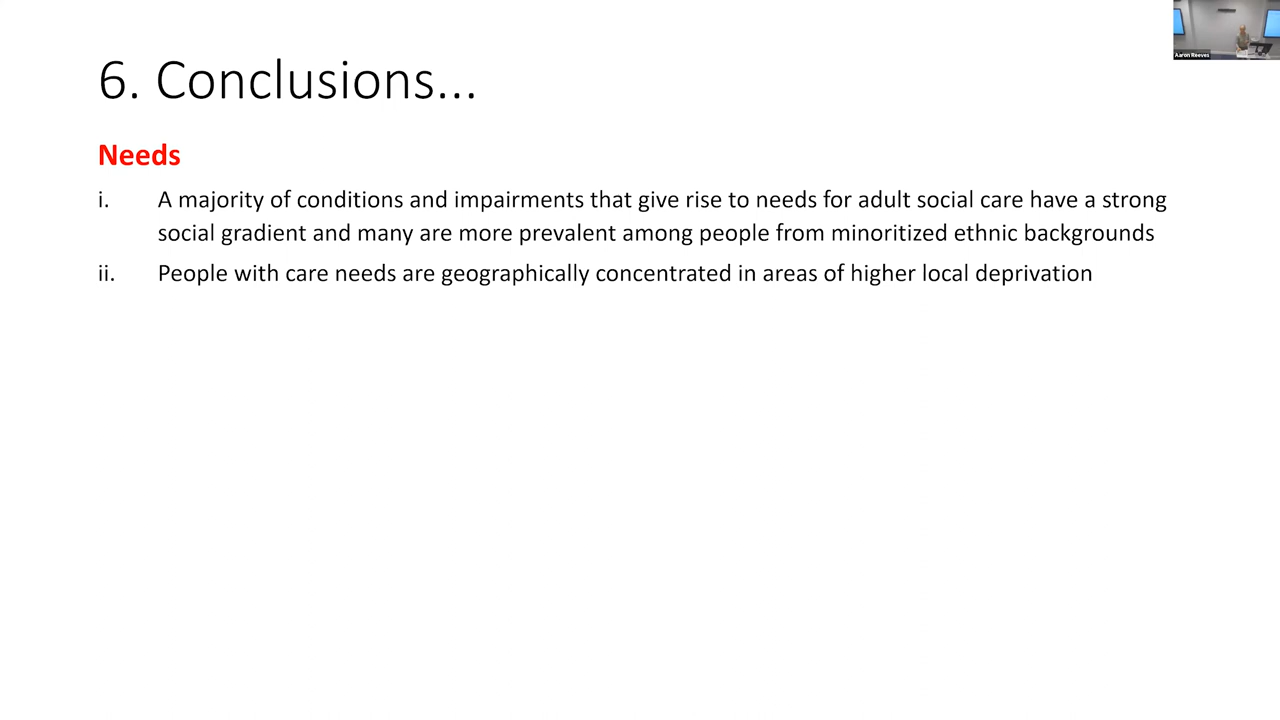 6. Conclusions...
Aaron Reeves
Needs
i. A majority of conditions and impairments that give rise to needs for adult social care have a strong
social gradient and many are more prevalent among people from minoritized ethnic backgrounds
ii. People with care needs are geographically concentrated in areas of higher local deprivation